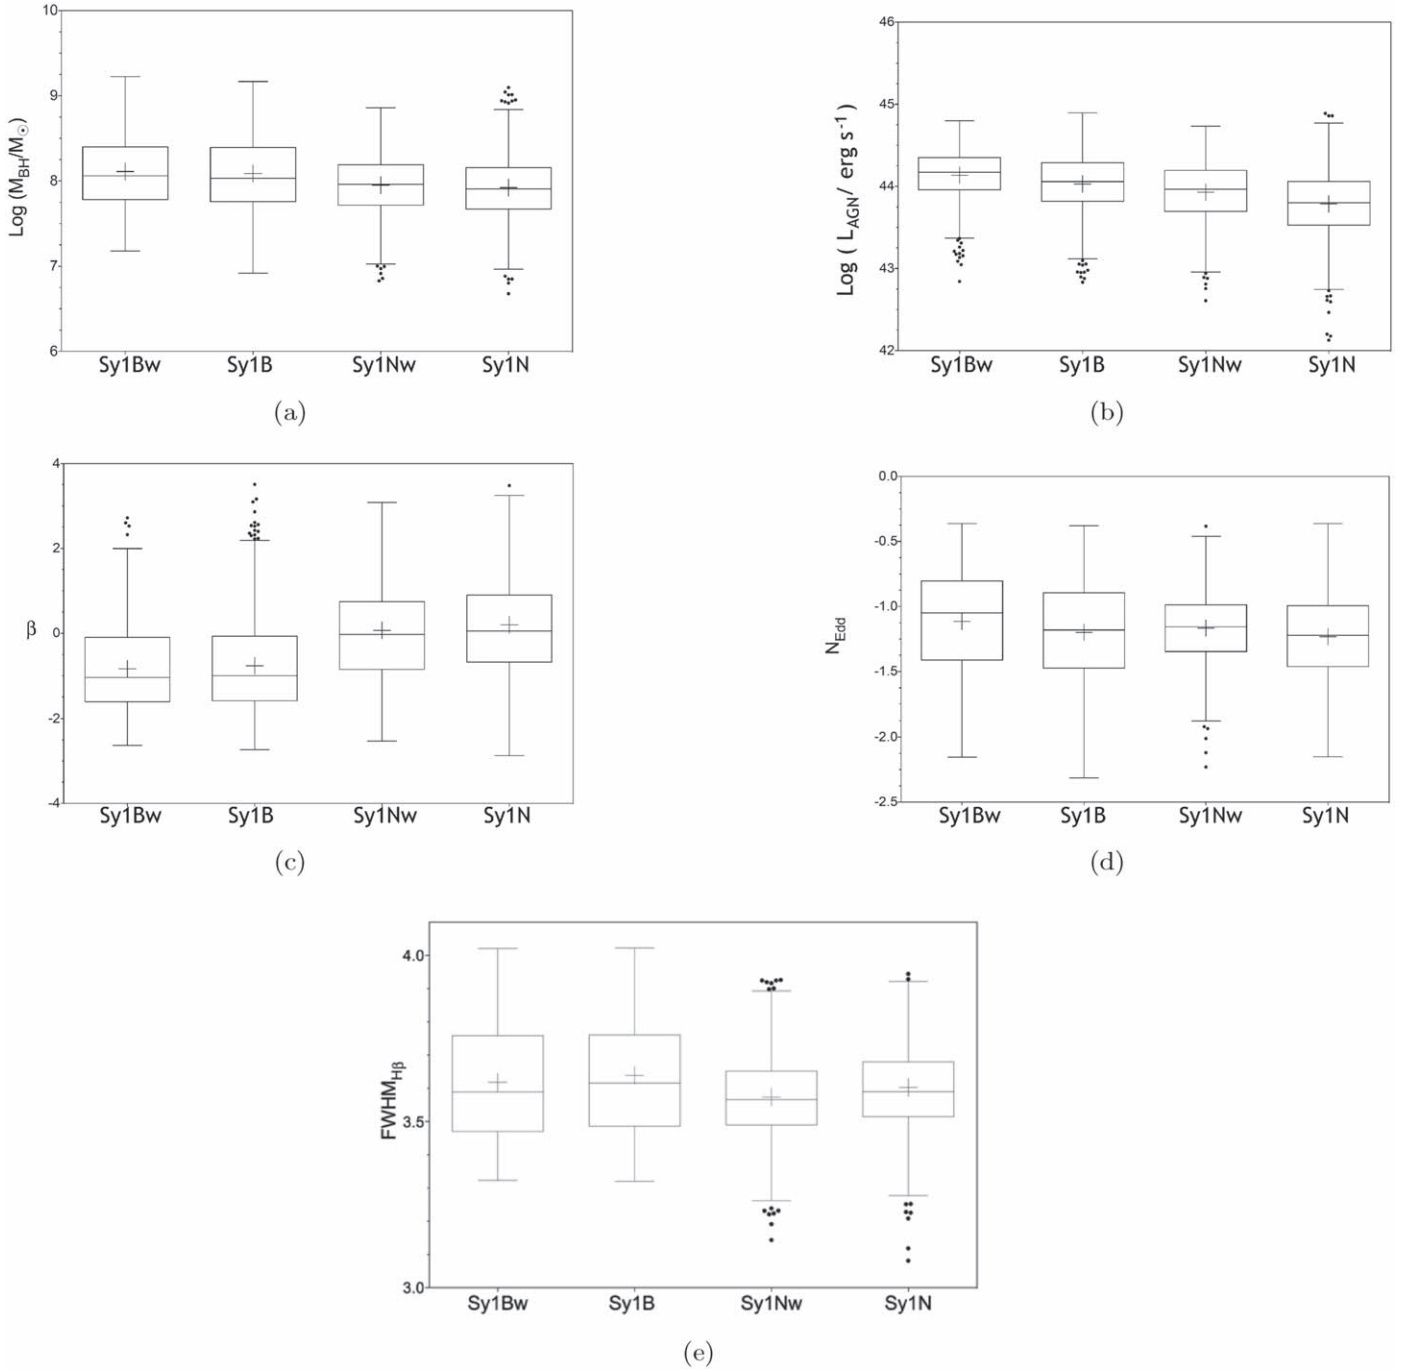 10
9
8
7
6
Log (M_BH/M_☉)
Sy1Bw Sy1B Sy1Nw Sy1N
(a)
46
45
44
43
42
Log ( L_AGN/ erg s^-1 )
Sy1Bw Sy1B Sy1Nw Sy1N
(b)
4
2
0
-2
-4
β
Sy1Bw Sy1B Sy1Nw Sy1N
(c)
0.0
-0.5
-1.0
-1.5
-2.0
-2.5
N_Edd
Sy1Bw Sy1B Sy1Nw Sy1N
(d)
4.0
3.5
3.0
FWHM_Hβ
Sy1Bw Sy1B Sy1Nw Sy1N
(e)